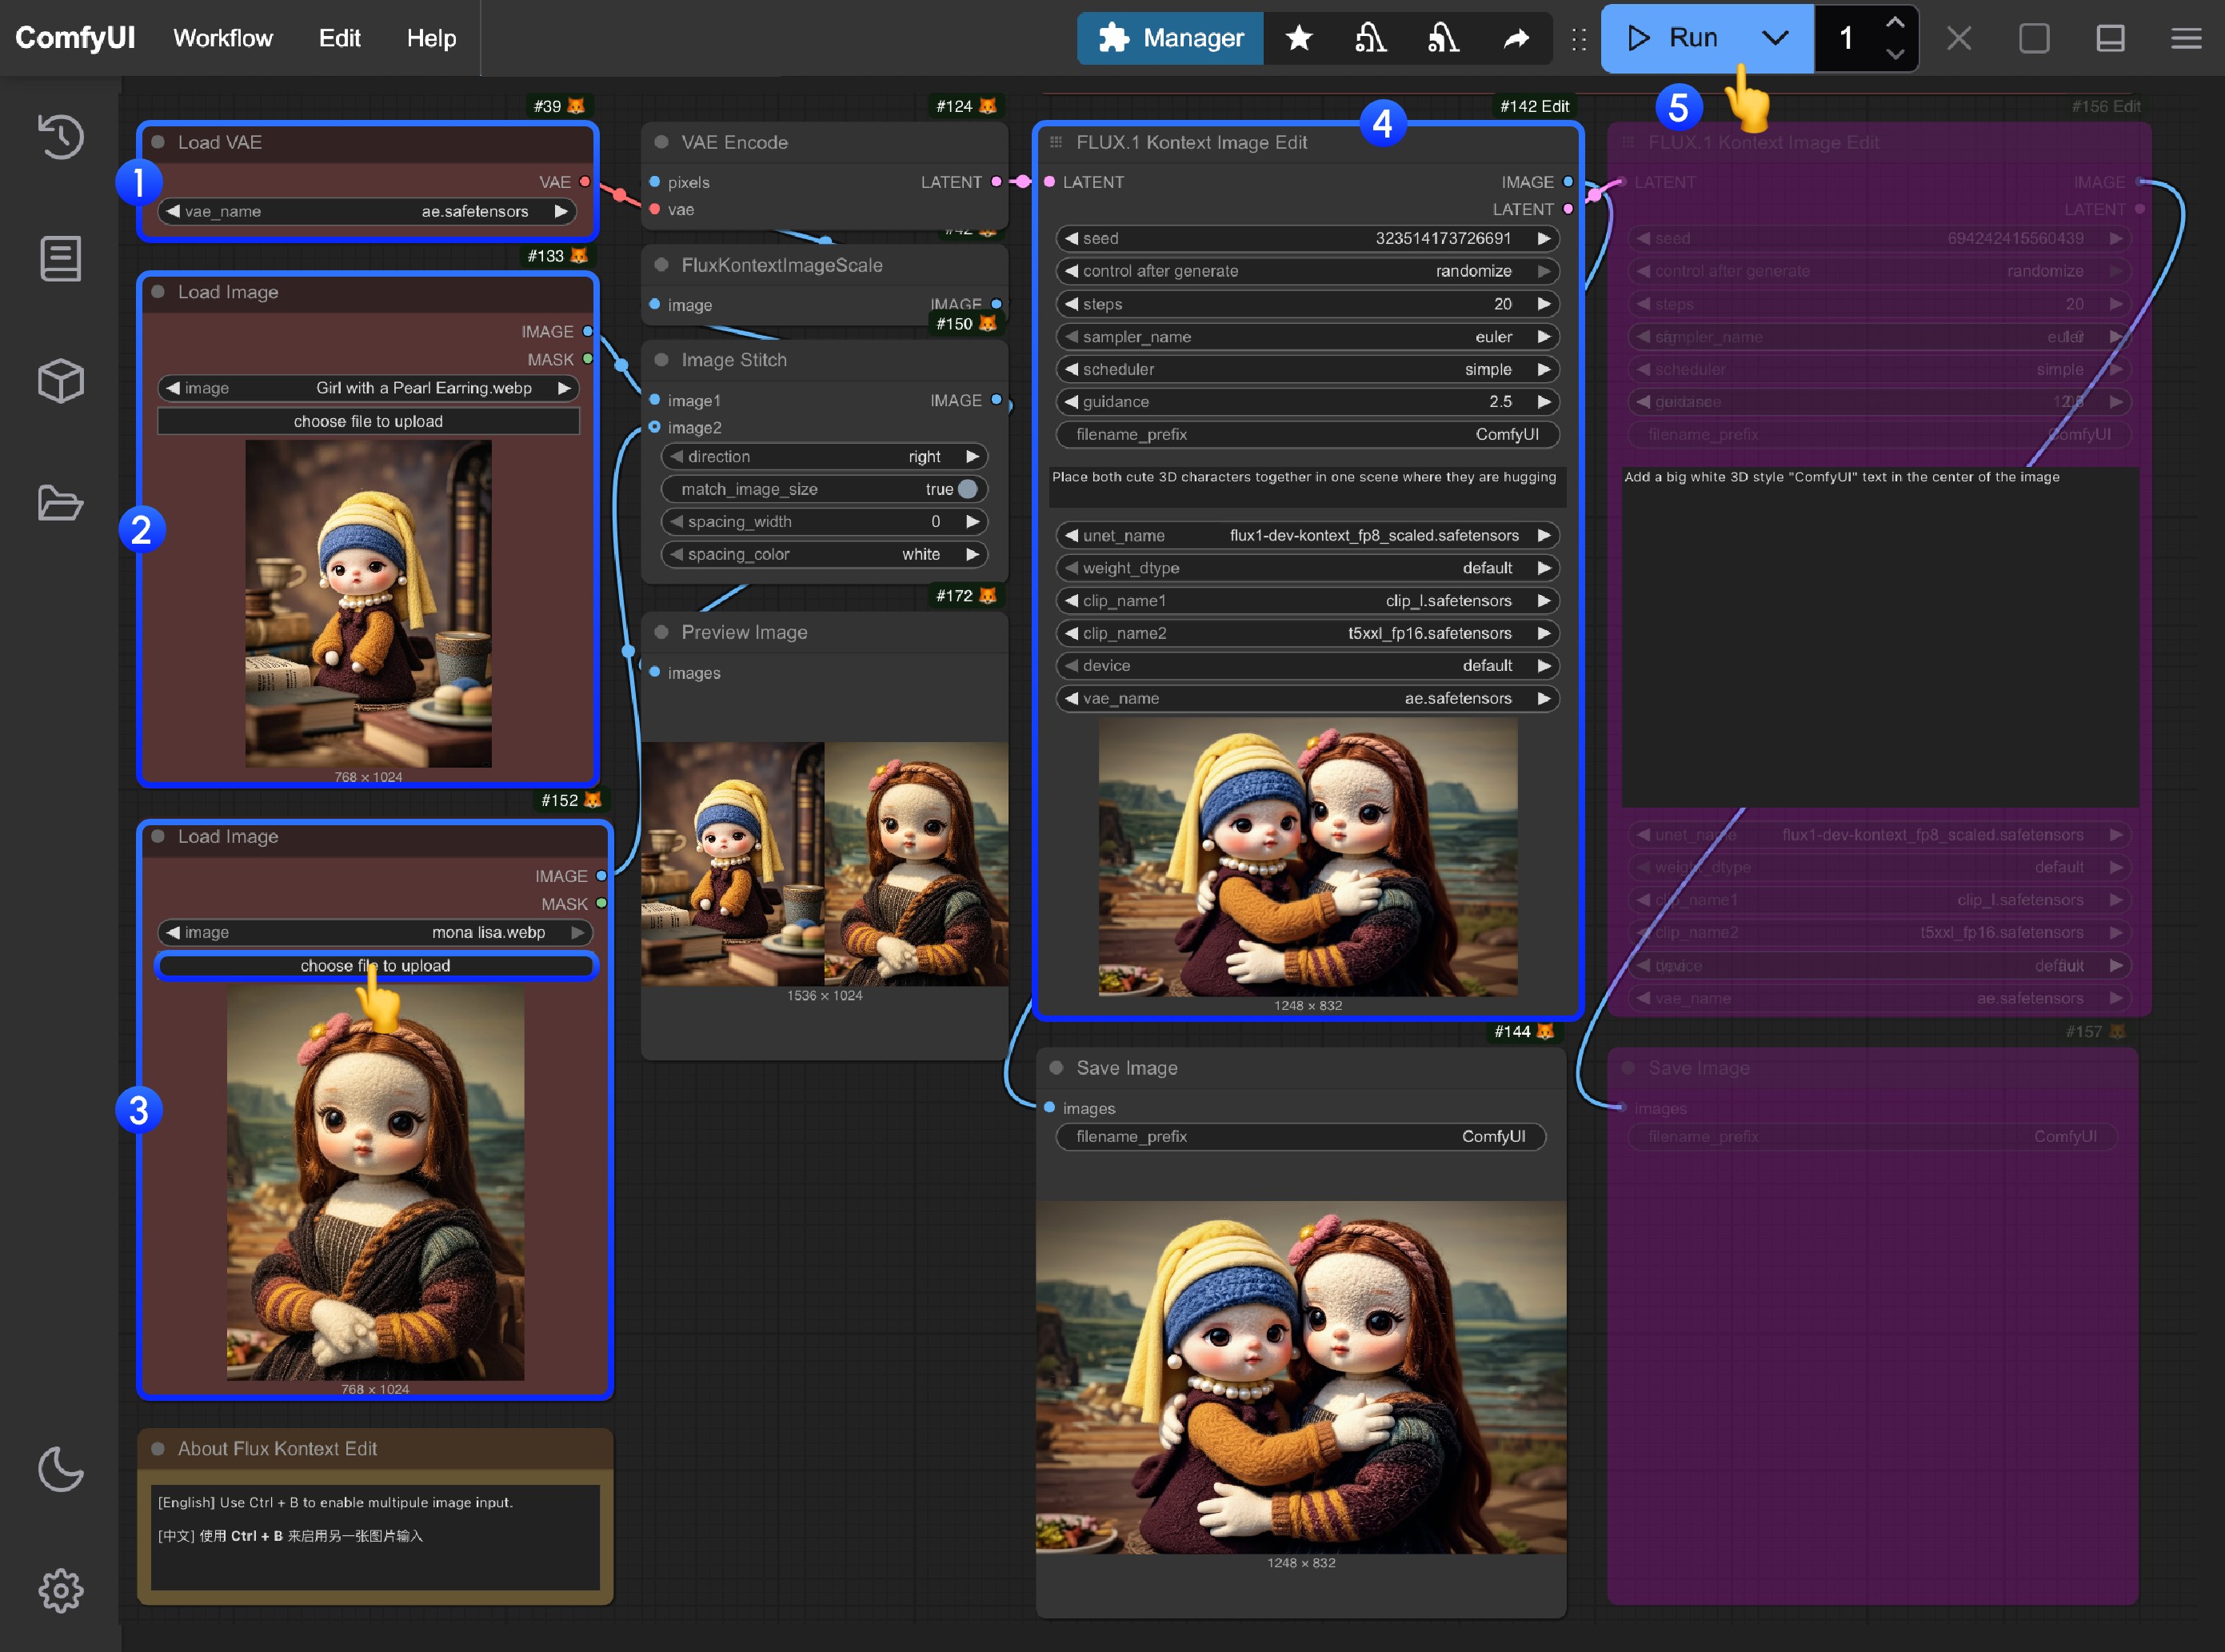 ComfyUI Workflow Edit Help Manager Run 1
#39
Load VAE
1
VAE
vae_name ae.safetensors
#133
Load Image
IMAGE
MASK
image Girl with a Pearl Earring.webp
choose file to upload
2
768 × 1024
#152
Load Image
IMAGE
MASK
image mona lisa.webp
choose file to upload
3
768 × 1024
About Flux Kontext Edit
[English] Use Ctrl + B to enable multipule image input.
[中文] 使用 Ctrl + B 来启用另一张图片输入
#124
VAE Encode
pixels LATENT
vae
#42
FluxKontextImageScale
image IMAGE
#150
Image Stitch
image1 IMAGE
image2
direction right
match_image_size true
spacing_width 0
spacing_color white
#172
Preview Image
images
1536 × 1024
#142 Edit
4
FLUX.1 Kontext Image Edit
LATENT IMAGE
LATENT
seed 323514173726691
control after generate randomize
steps 20
sampler_name euler
scheduler simple
guidance 2.5
filename_prefix ComfyUI
Place both cute 3D characters together in one scene where they are hugging
unet_name flux1-dev-kontext_fp8_scaled.safetensors
weight_dtype default
clip_name1 clip_l.safetensors
clip_name2 t5xxl_fp16.safetensors
device default
vae_name ae.safetensors
1248 × 832
#144
Save Image
images
filename_prefix ComfyUI
1248 × 832
5
#156 Edit
FLUX.1 Kontext Image Edit
LATENT IMAGE
LATENT
seed 694242415560439
control after generate randomize
steps 20
sampler_name euler
scheduler simple
guidance
filename_prefix ComfyUI
Add a big white 3D style "ComfyUI" text in the center of the image
unet_name flux1-dev-kontext_fp8_scaled.safetensors
weight_dtype default
clip_name1 clip_l.safetensors
clip_name2 t5xxl_fp16.safetensors
device default
vae_name ae.safetensors
#157
Save Image
images
filename_prefix ComfyUI